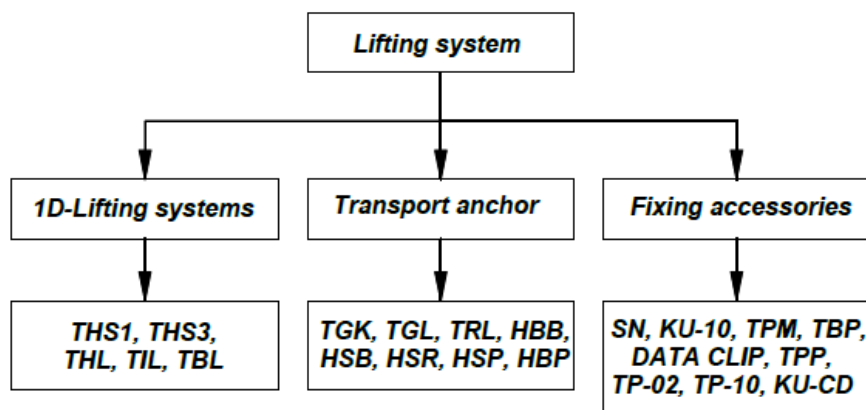 Lifting system
1D-Lifting systems
Transport anchor
Fixing accessories
THS1, THS3,
THL, TIL, TBL
TGK, TGL, TRL, HBB,
HSB, HSR, HSP, HBP
SN, KU-10, TPM, TBP,
DATA CLIP, TPP,
TP-02, TP-10, KU-CD